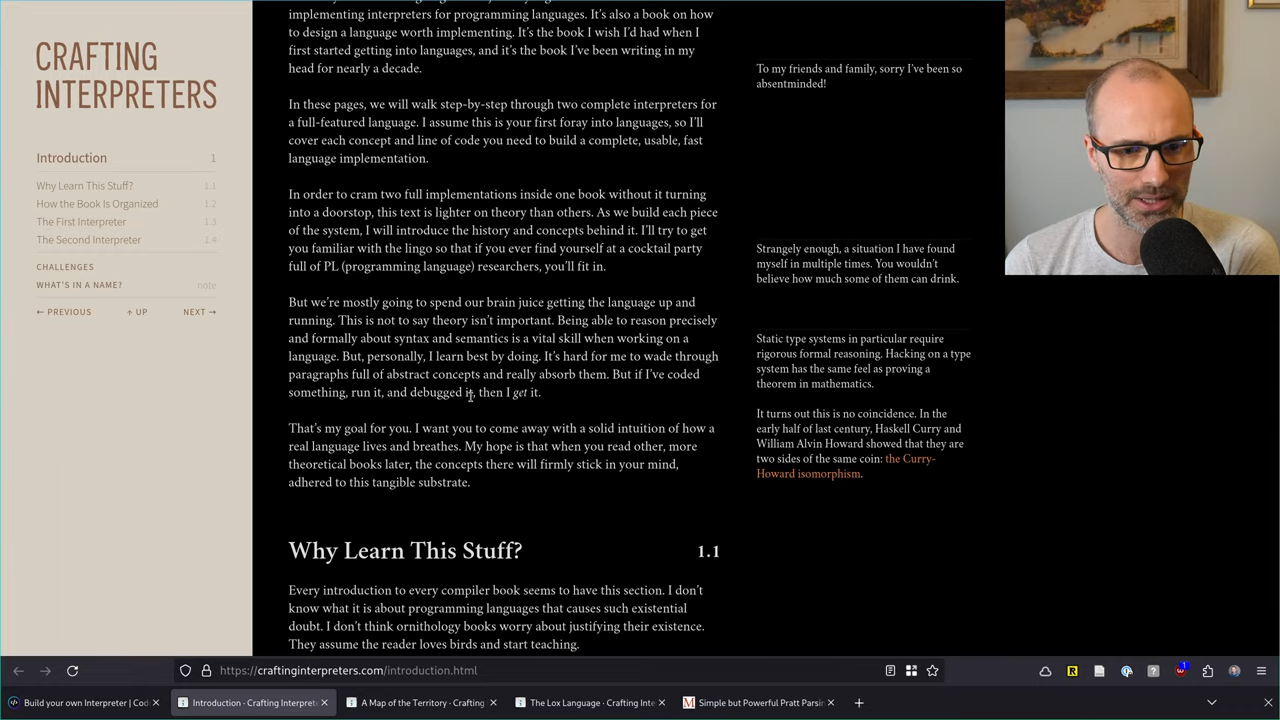 CRAFTING
INTERPRETERS
Introduction 1
Why Learn This Stuff? 1.1
How the Book Is Organized 1.2
The First Interpreter 1.3
The Second Interpreter 1.4
CHALLENGES
WHAT'S IN A NAME? note
← PREVIOUS ↑ UP NEXT →
implementing interpreters for programming languages. It's also a book on how
to design a language worth implementing. It's the book I wish I'd had when I
first started getting into languages, and it's the book I've been writing in my
head for nearly a decade.
To my friends and family, sorry I've been so
absentminded!
In these pages, we will walk step-by-step through two complete interpreters for
a full-featured language. I assume this is your first foray into languages, so I'll
cover each concept and line of code you need to build a complete, usable, fast
language implementation.
In order to cram two full implementations inside one book without it turning
into a doorstop, this text is lighter on theory than others. As we build each piece
of the system, I will introduce the history and concepts behind it. I'll try to get
you familiar with the lingo so that if you ever find yourself at a cocktail party
full of PL (programming language) researchers, you'll fit in.
Strangely enough, a situation I have found
myself in multiple times. You wouldn't
believe how much some of them can drink.
But we're mostly going to spend our brain juice getting the language up and
running. This is not to say theory isn't important. Being able to reason precisely
and formally about syntax and semantics is a vital skill when working on a
language. But, personally, I learn best by doing. It's hard for me to wade through
paragraphs full of abstract concepts and really absorb them. But if I've coded
something, run it, and debugged it, then I get it.
Static type systems in particular require
rigorous formal reasoning. Hacking on a type
system has the same feel as proving a
theorem in mathematics.
It turns out this is no coincidence. In the
early half of last century, Haskell Curry and
William Alvin Howard showed that they are
two sides of the same coin: the Curry-
Howard isomorphism.
That's my goal for you. I want you to come away with a solid intuition of how a
real language lives and breathes. My hope is that when you read other, more
theoretical books later, the concepts there will firmly stick in your mind,
adhered to this tangible substrate.
Why Learn This Stuff? 1.1
Every introduction to every compiler book seems to have this section. I don't
know what it is about programming languages that causes such existential
doubt. I don't think ornithology books worry about justifying their existence.
They assume the reader loves birds and start teaching.
https://craftinginterpreters.com/introduction.html
Build your own Interpreter | Cod
Introduction · Crafting Interprete
A Map of the Territory · Crafting
The Lox Language · Crafting Inte
Simple but Powerful Pratt Parsin